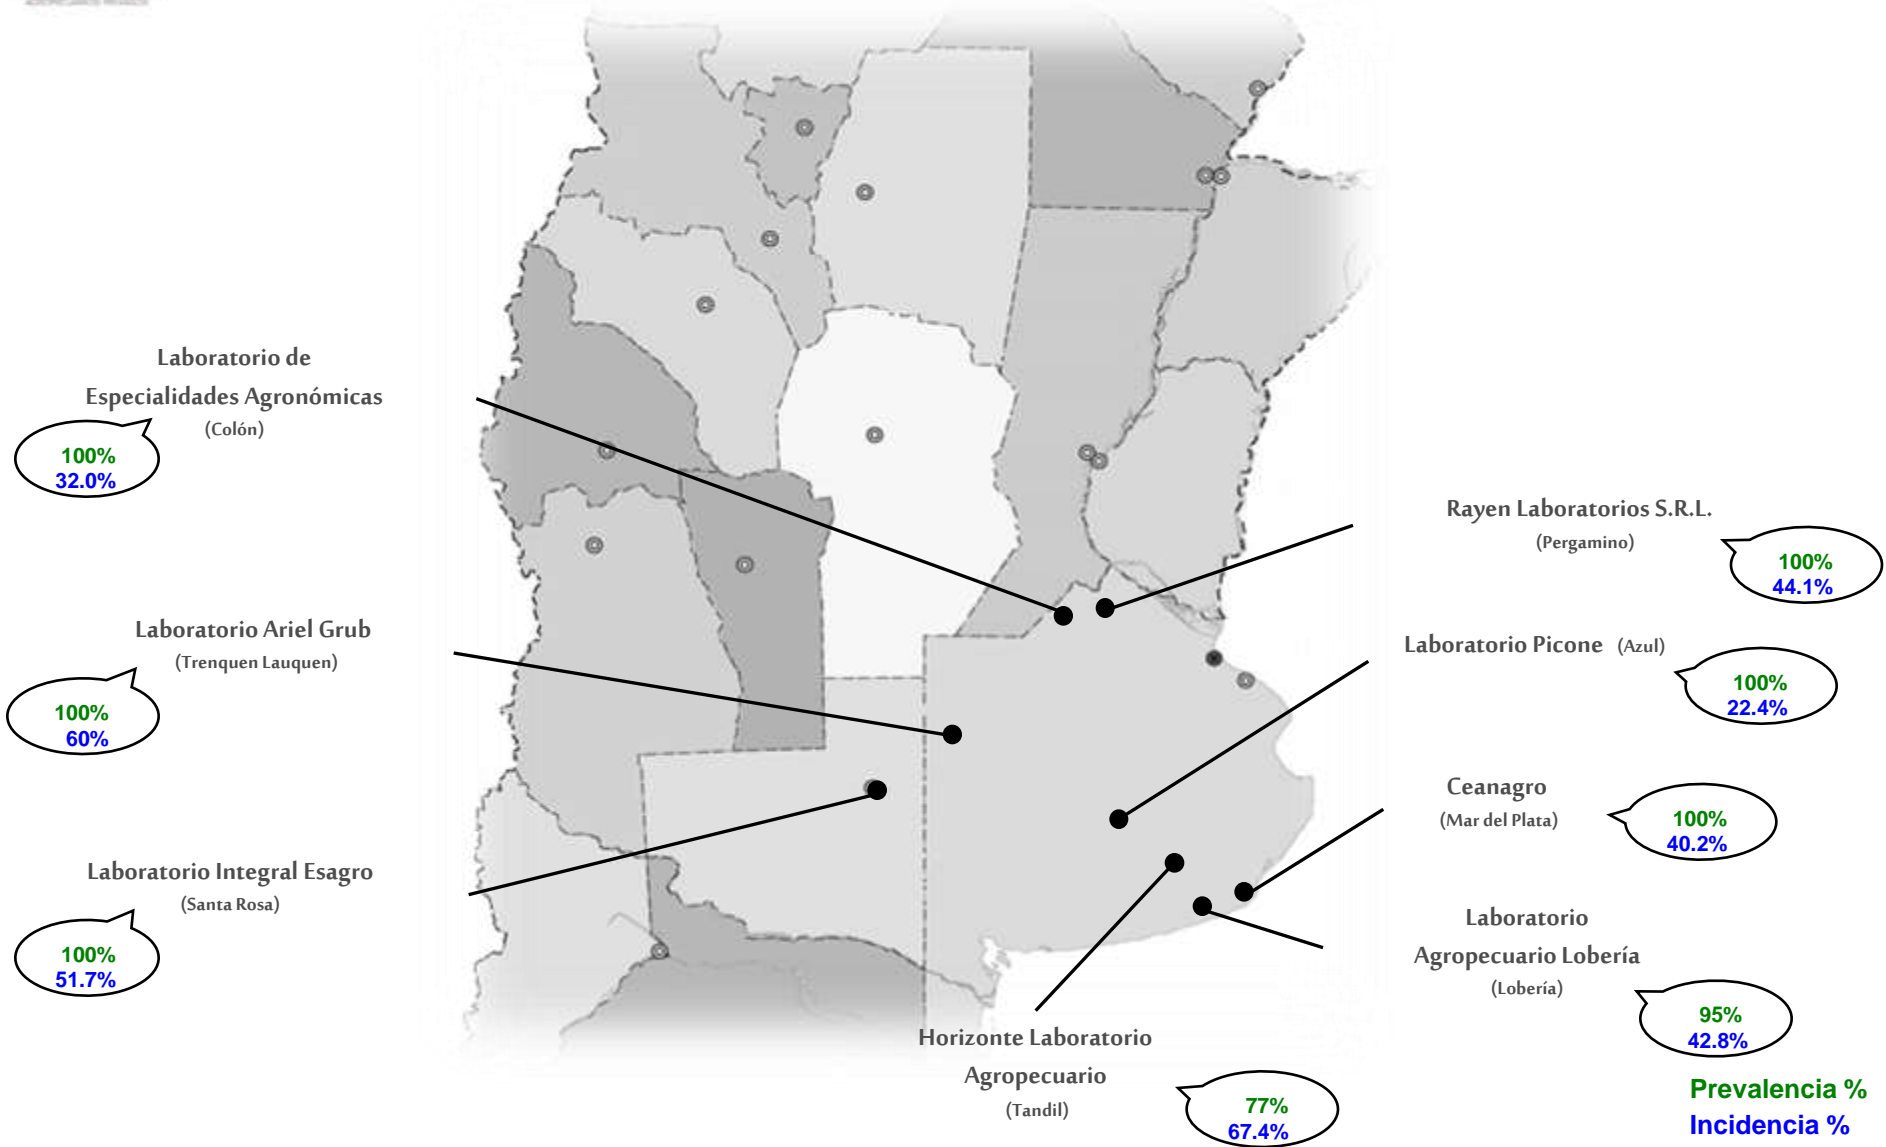 Laboratorio de
Especialidades Agronómicas
(Colón)
100%
32.0%
Laboratorio Ariel Grub
(Trenquen Lauquen)
100%
60%
Laboratorio Integral Esagro
(Santa Rosa)
100%
51.7%
Rayen Laboratorios S.R.L.
(Pergamino)
100%
44.1%
Laboratorio Picone (Azul)
100%
22.4%
Ceanagro
(Mar del Plata)
100%
40.2%
Laboratorio
Agropecuario Lobería
(Lobería)
95%
42.8%
Horizonte Laboratorio
Agropecuario
(Tandil)
77%
67.4%
Prevalencia %
Incidencia %